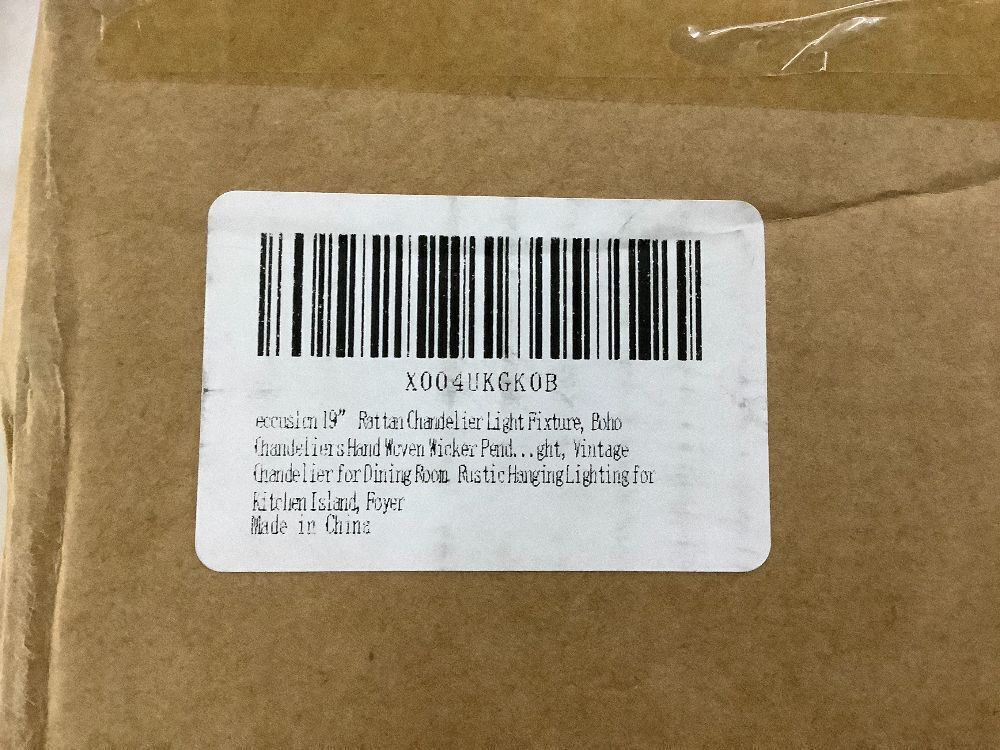 X004UKGK0B
eccusion 19” Rattan Chandelier Light Fixture, Boho
Chandeliers Hand Woven Wicker Pend...ght, Vintage
Chandelier for Dining Room Rustic Hanging Lighting for
Kitchen Island, Foyer
Made in China